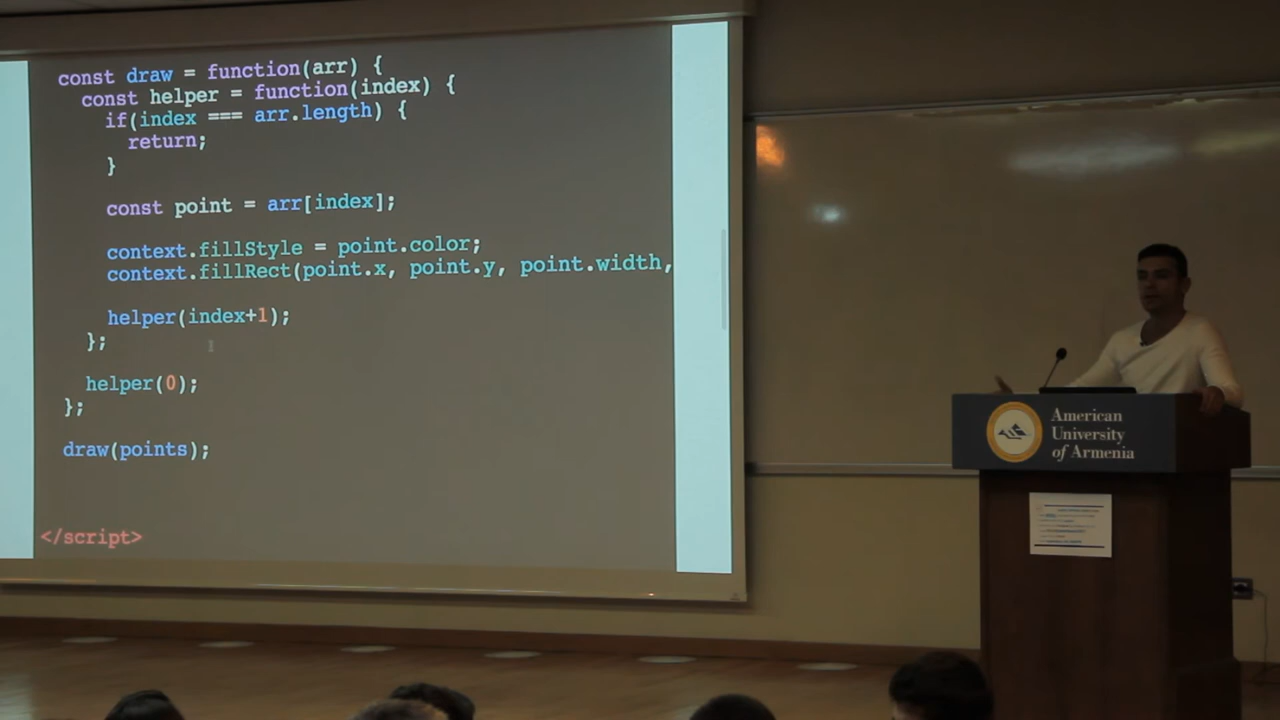 const draw = function(arr) {
const helper = function(index) {
if(index === arr.length) {
return;
}
const point = arr[index];
context.fillStyle = point.color;
context.fillRect(point.x, point.y, point.width,
helper(index+1);
};
helper(0);
};
draw(points);
</script>
American
University
of Armenia